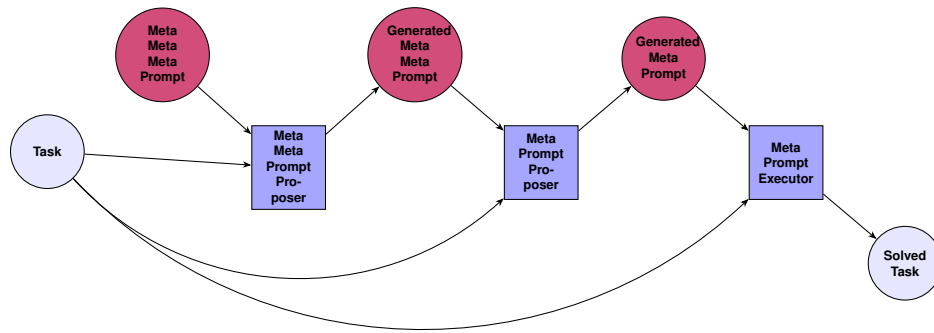 Meta
Meta
Meta
Prompt
Generated
Meta
Meta
Prompt
Generated
Meta
Prompt
Task
Meta
Meta
Prompt
Pro-
poser
Meta
Prompt
Pro-
poser
Meta
Prompt
Executor
Solved
Task